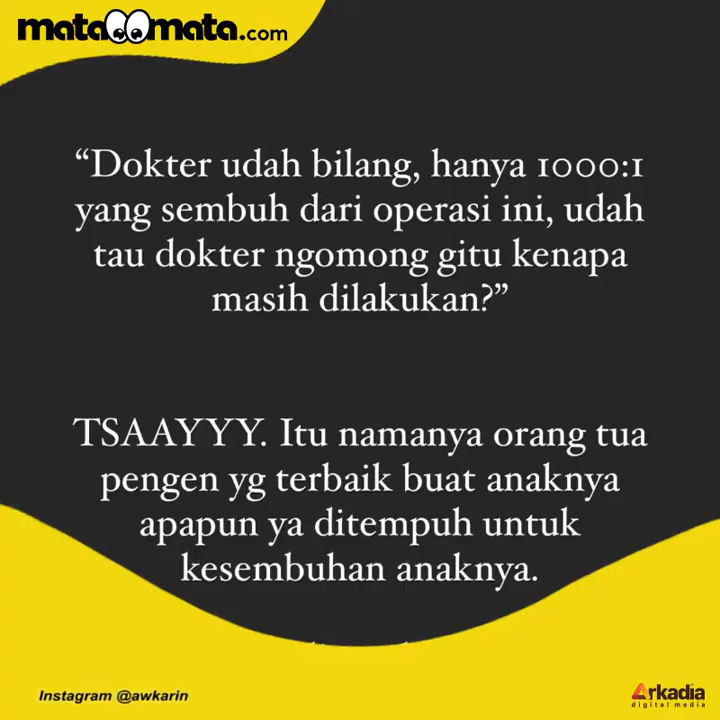 mata mata.com
“Dokter udah bilang, hanya 1000:1
yang sembuh dari operasi ini, udah
tau dokter ngomong gitu kenapa
masih dilakukan?”
TSAAYYY. Itu namanya orang tua
pengen yg terbaik buat anaknya
apapun ya ditempuh untuk
kesembuhan anaknya.
Instagram @awkarin
Arkadia
digital media